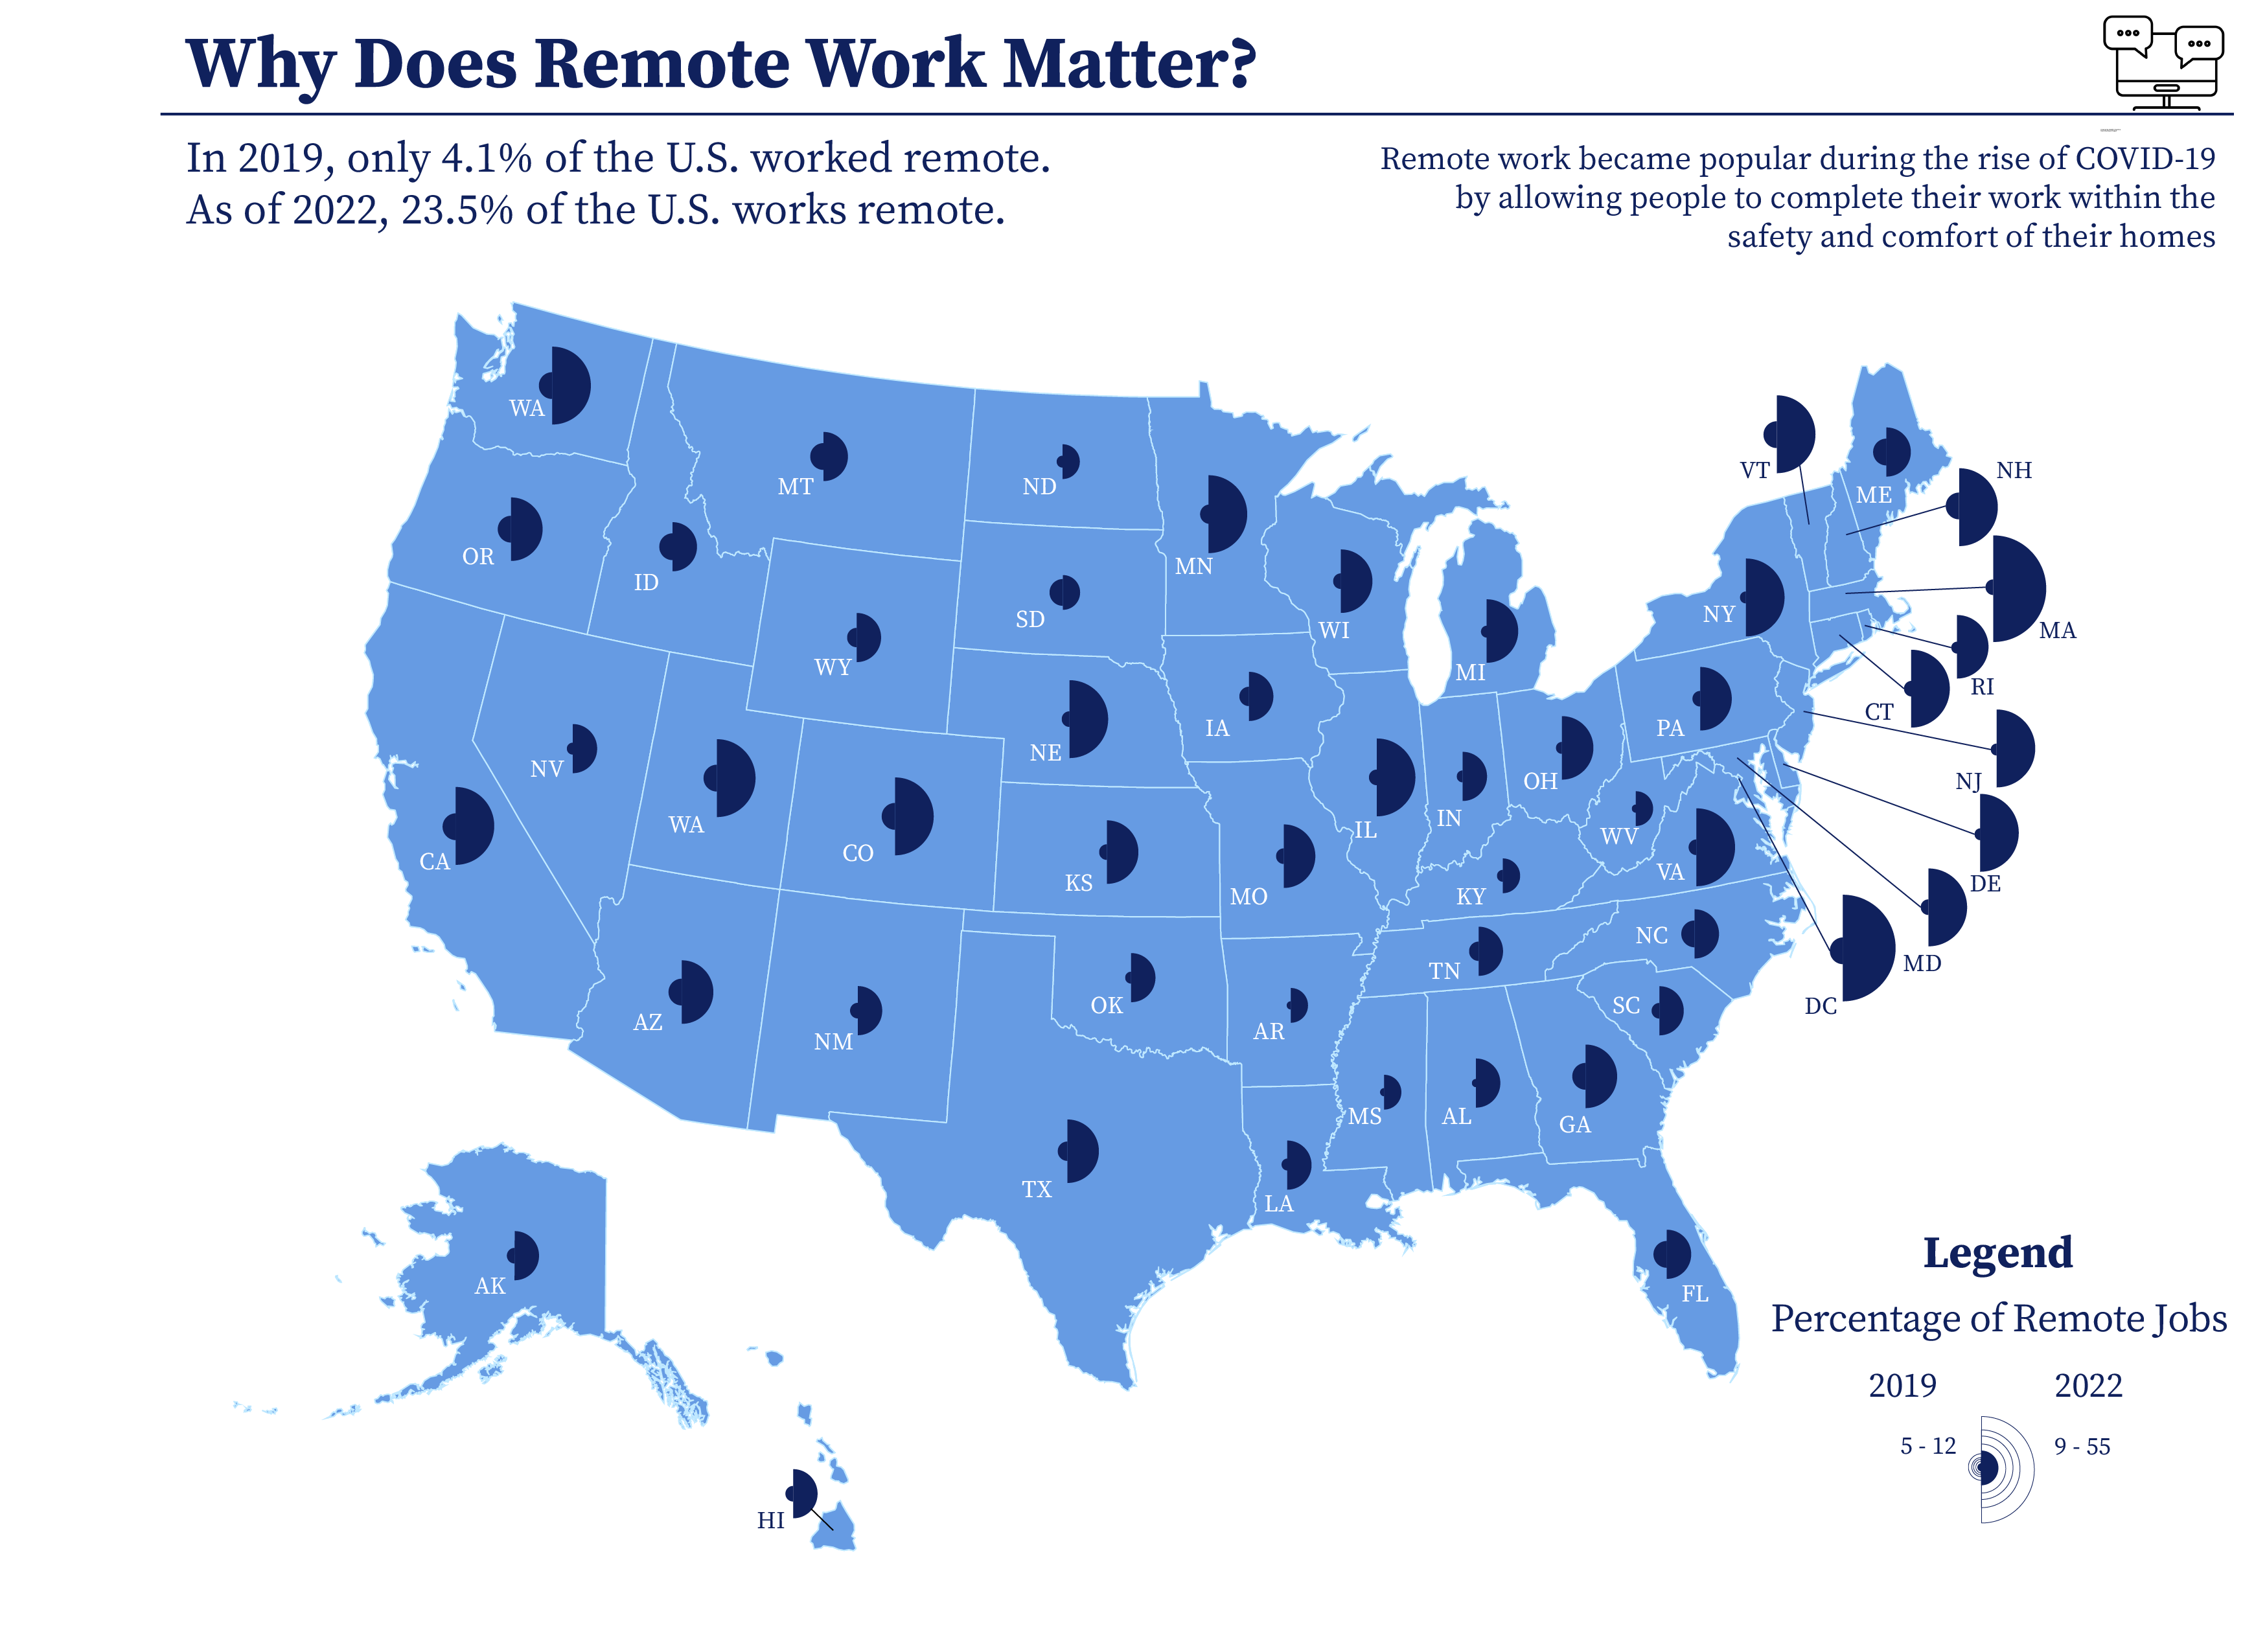 Why Does Remote Work Matter?
In 2019, only 4.1% of the U.S. worked remote.
As of 2022, 23.5% of the U.S. works remote.
Remote work became popular during the rise of COVID-19
by allowing people to complete their work within the
safety and comfort of their homes
WA
MT
ND
VT
ME
NH
OR
ID
MN
SD
WI
NY
MA
WY
MI
RI
CT
NE
IA
PA
NV
NJ
OH
WA
IL
IN
WV
CO
CA
KS
MO
KY
VA
DE
NC
MD
TN
AZ
NM
OK
AR
SC
DC
MS
AL
GA
TX
LA
AK
FL
HI
Legend
Percentage of Remote Jobs
2019 2022
5 - 12 9 - 55